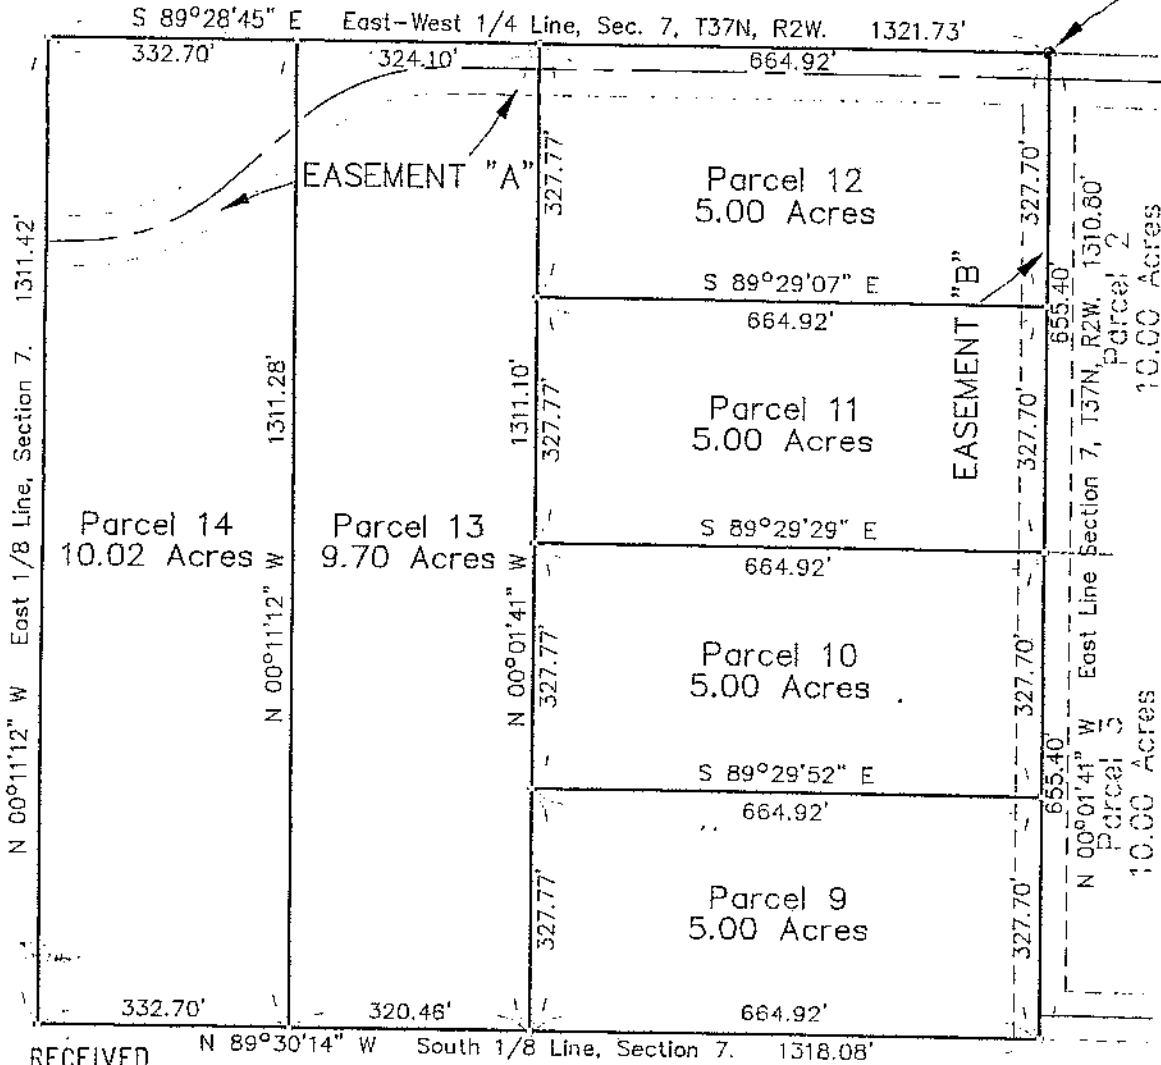 S 89°28'45" E East-West 1/4 Line, Sec. 7, T37N, R2W. 1321.73'
332.70'
324.10'
664.92'
EASEMENT "A"
327.77'
Parcel 12
5.00 Acres
327.70'
S 89°29'07" E
664.92'
EASEMENT "B"
327.77'
Parcel 11
5.00 Acres
327.70'
S 89°29'29" E
664.92'
327.77'
Parcel 10
5.00 Acres
327.70'
S 89°29'52" E
664.92'
327.77'
Parcel 9
5.00 Acres
327.70'
664.92'
N 00°11'12" W East 1/8 Line, Section 7. 1311.42'
Parcel 14
10.02 Acres
N 00°11'12" W
1311.28'
Parcel 13
9.70 Acres
N 00°01'41" W
1311.10'
655.40'
655.40'
N 00°01'41" W East Line Section 7, T37N, R2W. 1310.80'
Parcel 2
10.00 Acres
Parcel 3
10.00 Acres
332.70'
320.46'
N 89°30'14" W South 1/8 Line, Section 7. 1318.08'
RECEIVED